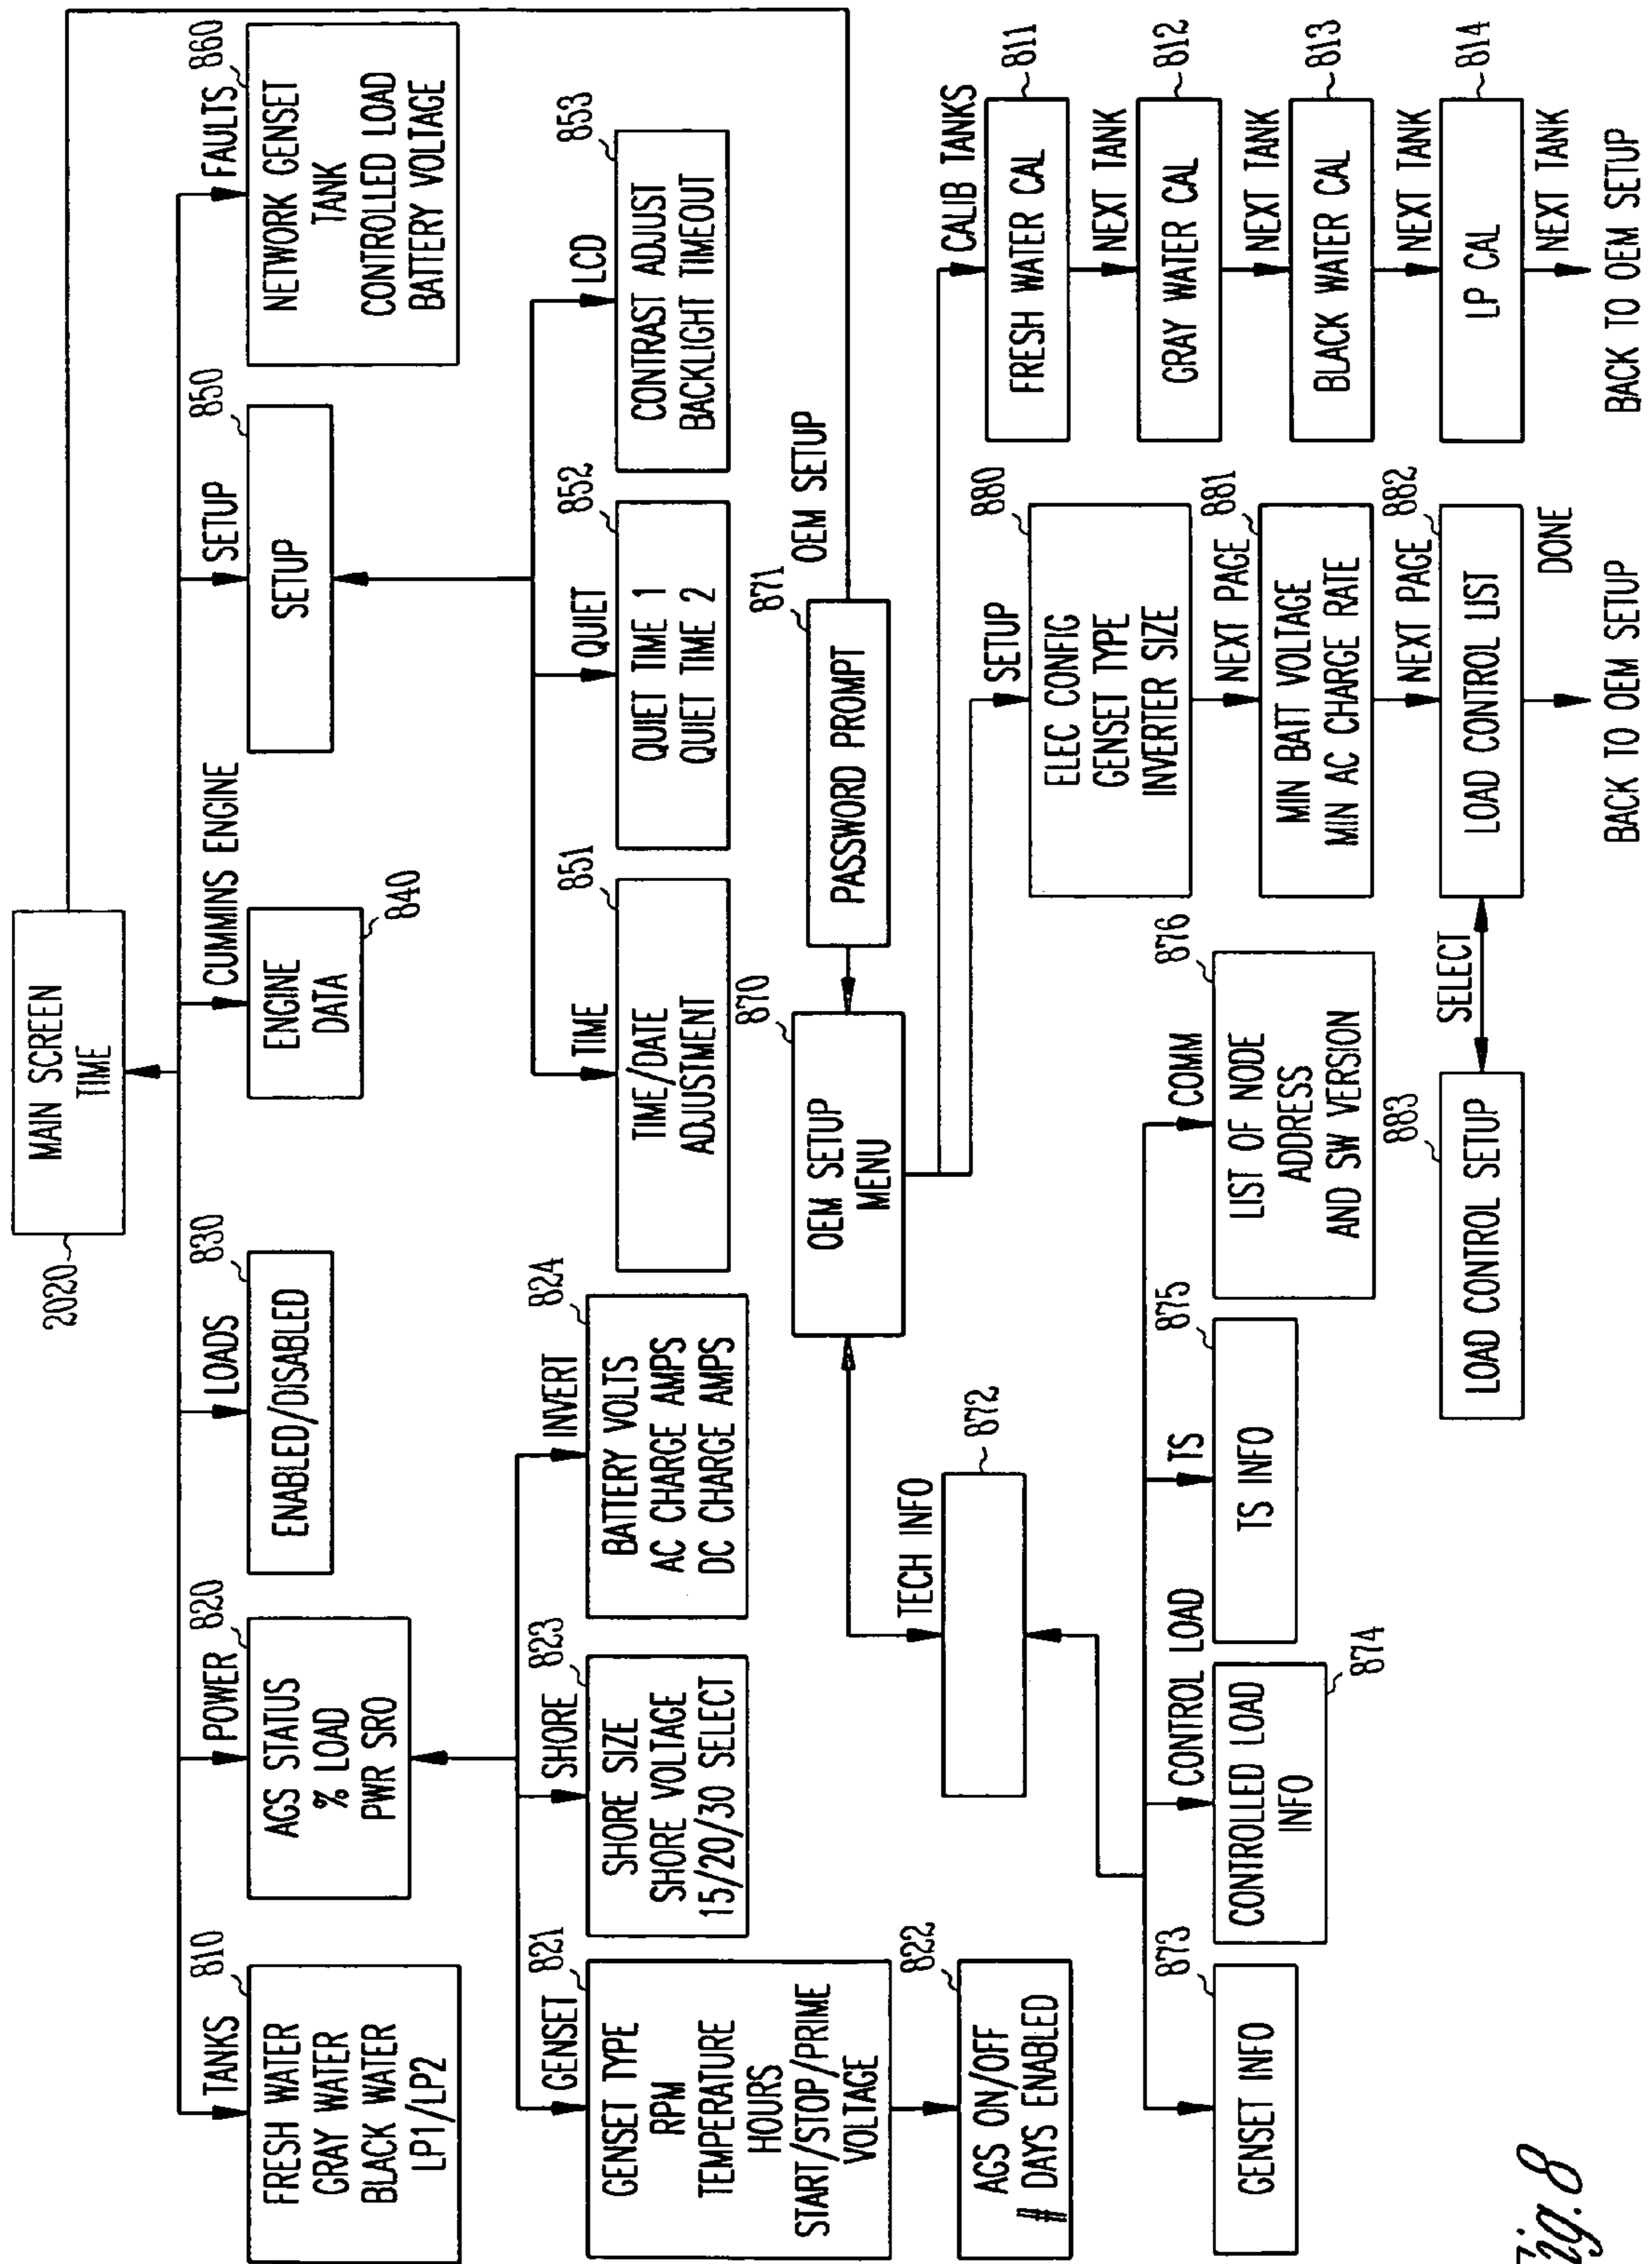 MAIN SCREEN
TIME
2020
TANKS
810
FRESH WATER
GRAY WATER
BLACK WATER
LP1/LP2
POWER
820
AGS STATUS
% LOAD
PWR SRO
LOADS
830
ENABLED/DISABLED
CUMMINS ENGINE
ENGINE
DATA
840
SETUP
850
SETUP
FAULTS
860
NETWORK GENSET
TANK
CONTROLLED LOAD
BATTERY VOLTAGE
GENSET
821
GENSET TYPE
RPM
TEMPERATURE
HOURS
START/STOP/PRIME
VOLTAGE
822
AGS ON/OFF
# DAYS ENABLED
SHORE
823
SHORE SIZE
SHORE VOLTAGE
15/20/30 SELECT
INVERT
824
BATTERY VOLTS
AC CHARGE AMPS
DC CHARGE AMPS
TIME
851
TIME/DATE
ADJUSTMENT
QUIET
852
QUIET TIME 1
QUIET TIME 2
LCD
853
CONTRAST ADJUST
BACKLIGHT TIMEOUT
870
OEM SETUP
MENU
871
PASSWORD PROMPT
OEM SETUP
TECH INFO
872
873
GENSET INFO
CONTROL LOAD
CONTROLLED LOAD
INFO
874
TS
875
TS INFO
COMM
876
LIST OF NODE
ADDRESS
AND SW VERSION
SETUP
880
ELEC CONFIG
GENSET TYPE
INVERTER SIZE
NEXT PAGE
881
MIN BATT VOLTAGE
MIN AC CHARGE RATE
NEXT PAGE
882
LOAD CONTROL LIST
SELECT
883
LOAD CONTROL SETUP
DONE
BACK TO OEM SETUP
CALIB TANKS
FRESH WATER CAL
811
NEXT TANK
GRAY WATER CAL
812
NEXT TANK
BLACK WATER CAL
813
NEXT TANK
LP CAL
814
NEXT TANK
BACK TO OEM SETUP
Fig. 8